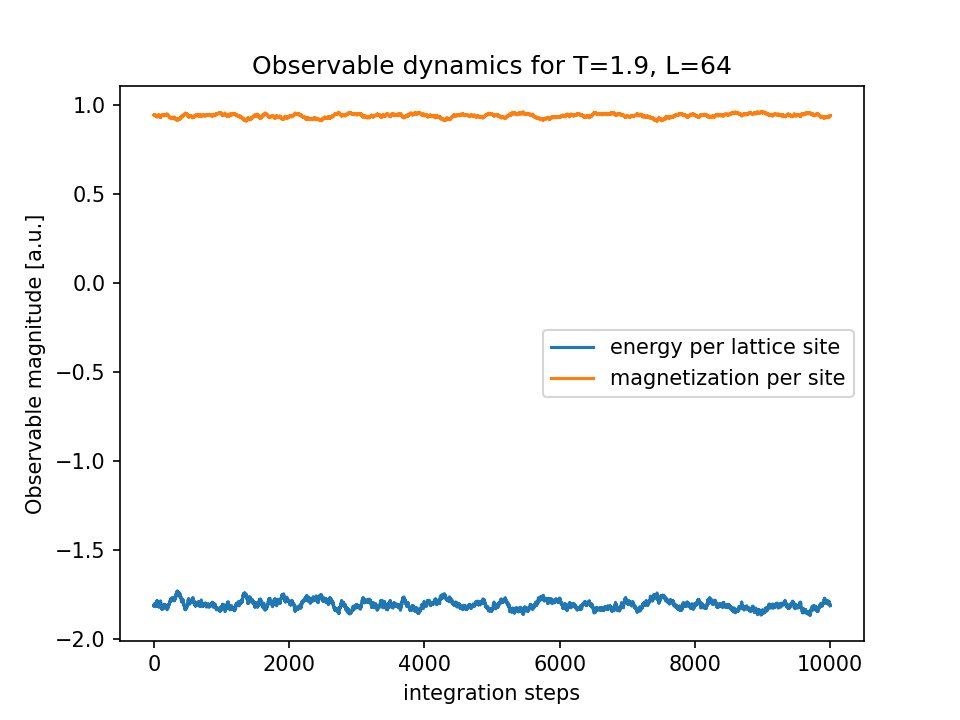 Observable dynamics for T=1.9, L=64
1.0
0.5
0.0
−0.5
−1.0
−1.5
−2.0
Observable magnitude [a.u.]
energy per lattice site
magnetization per site
0 2000 4000 6000 8000 10000
integration steps